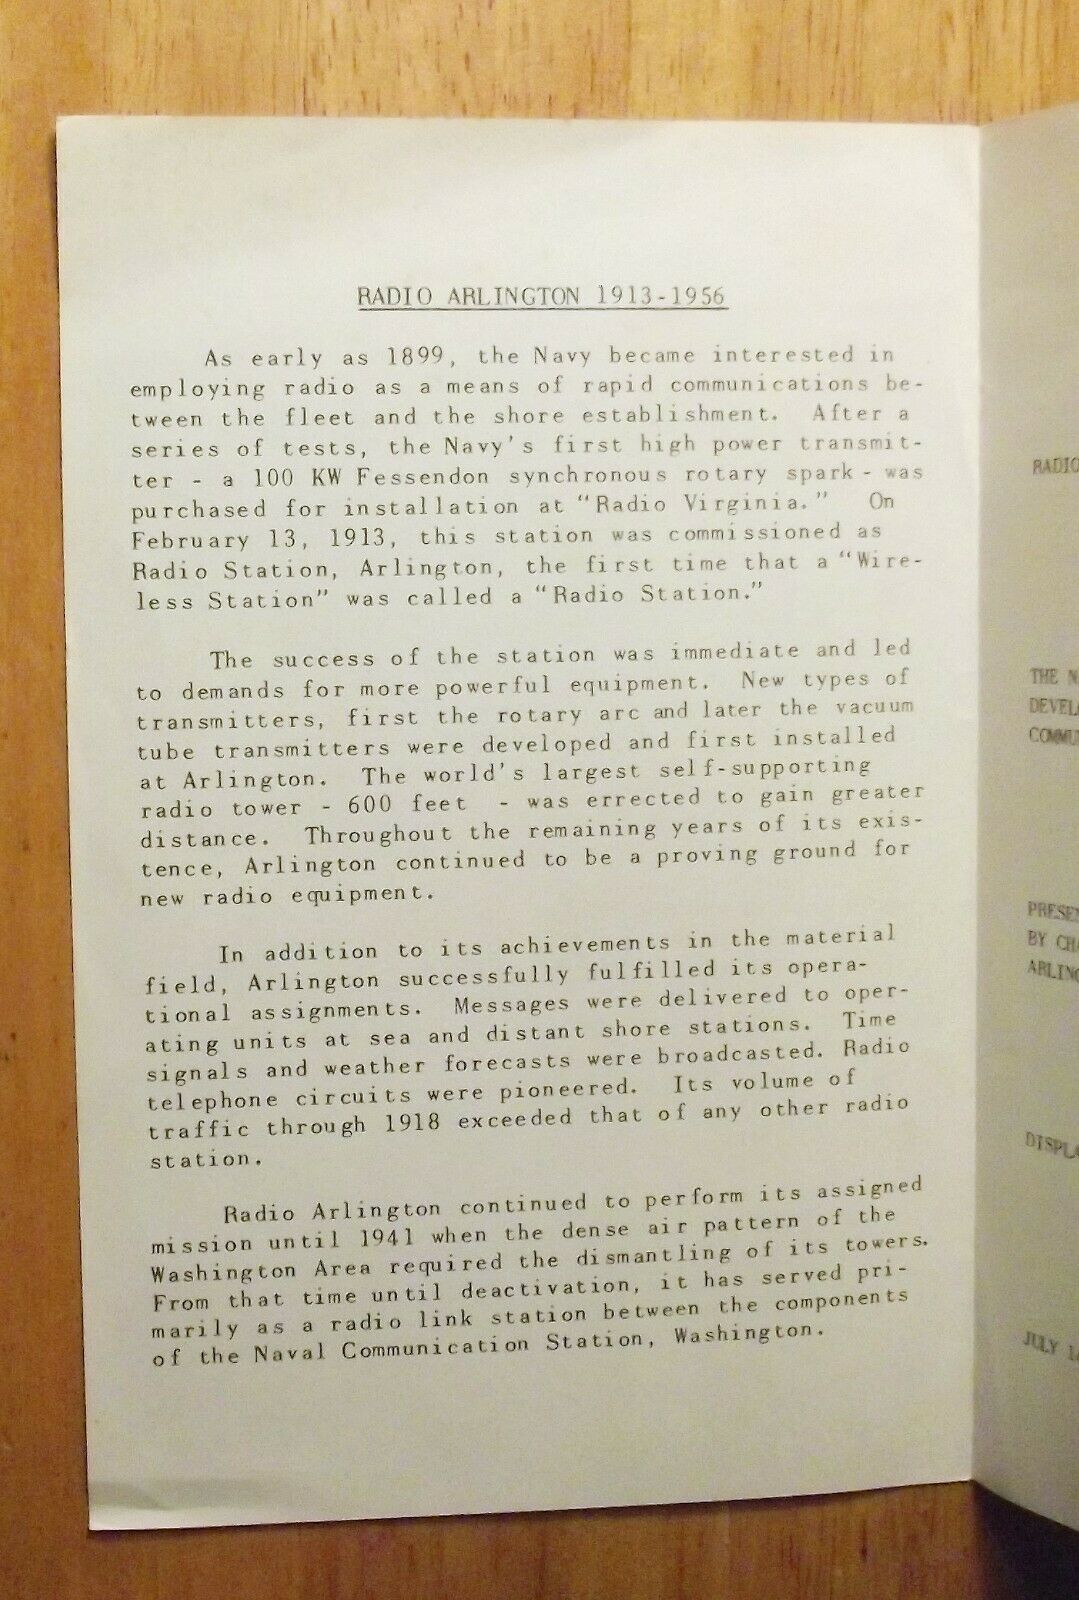 RADIO ARLINGTON 1913-1956
As early as 1899, the Navy became interested in
employing radio as a means of rapid communications be-
tween the fleet and the shore establishment. After a
series of tests, the Navy's first high power transmit-
ter - a 100 KW Fessendon synchronous rotary spark - was
purchased for installation at "Radio Virginia." On
February 13, 1913, this station was commissioned as
Radio Station, Arlington, the first time that a "Wire-
less Station" was called a "Radio Station."
The success of the station was immediate and led
to demands for more powerful equipment. New types of
transmitters, first the rotary arc and later the vacuum
tube transmitters were developed and first installed
at Arlington. The world's largest self-supporting
radio tower - 600 feet - was errected to gain greater
distance. Throughout the remaining years of its exis-
tence, Arlington continued to be a proving ground for
new radio equipment.
In addition to its achievements in the material
field, Arlington successfully fulfilled its opera-
tional assignments. Messages were delivered to oper-
ating units at sea and distant shore stations. Time
signals and weather forecasts were broadcasted. Radio
telephone circuits were pioneered. Its volume of
traffic through 1918 exceeded that of any other radio
station.
Radio Arlington continued to perform its assigned
mission until 1941 when the dense air pattern of the
Washington Area required the dismantling of its towers.
From that time until deactivation, it has served pri-
marily as a radio link station between the components
of the Naval Communication Station, Washington.
RADIO
THE
BY
JULY